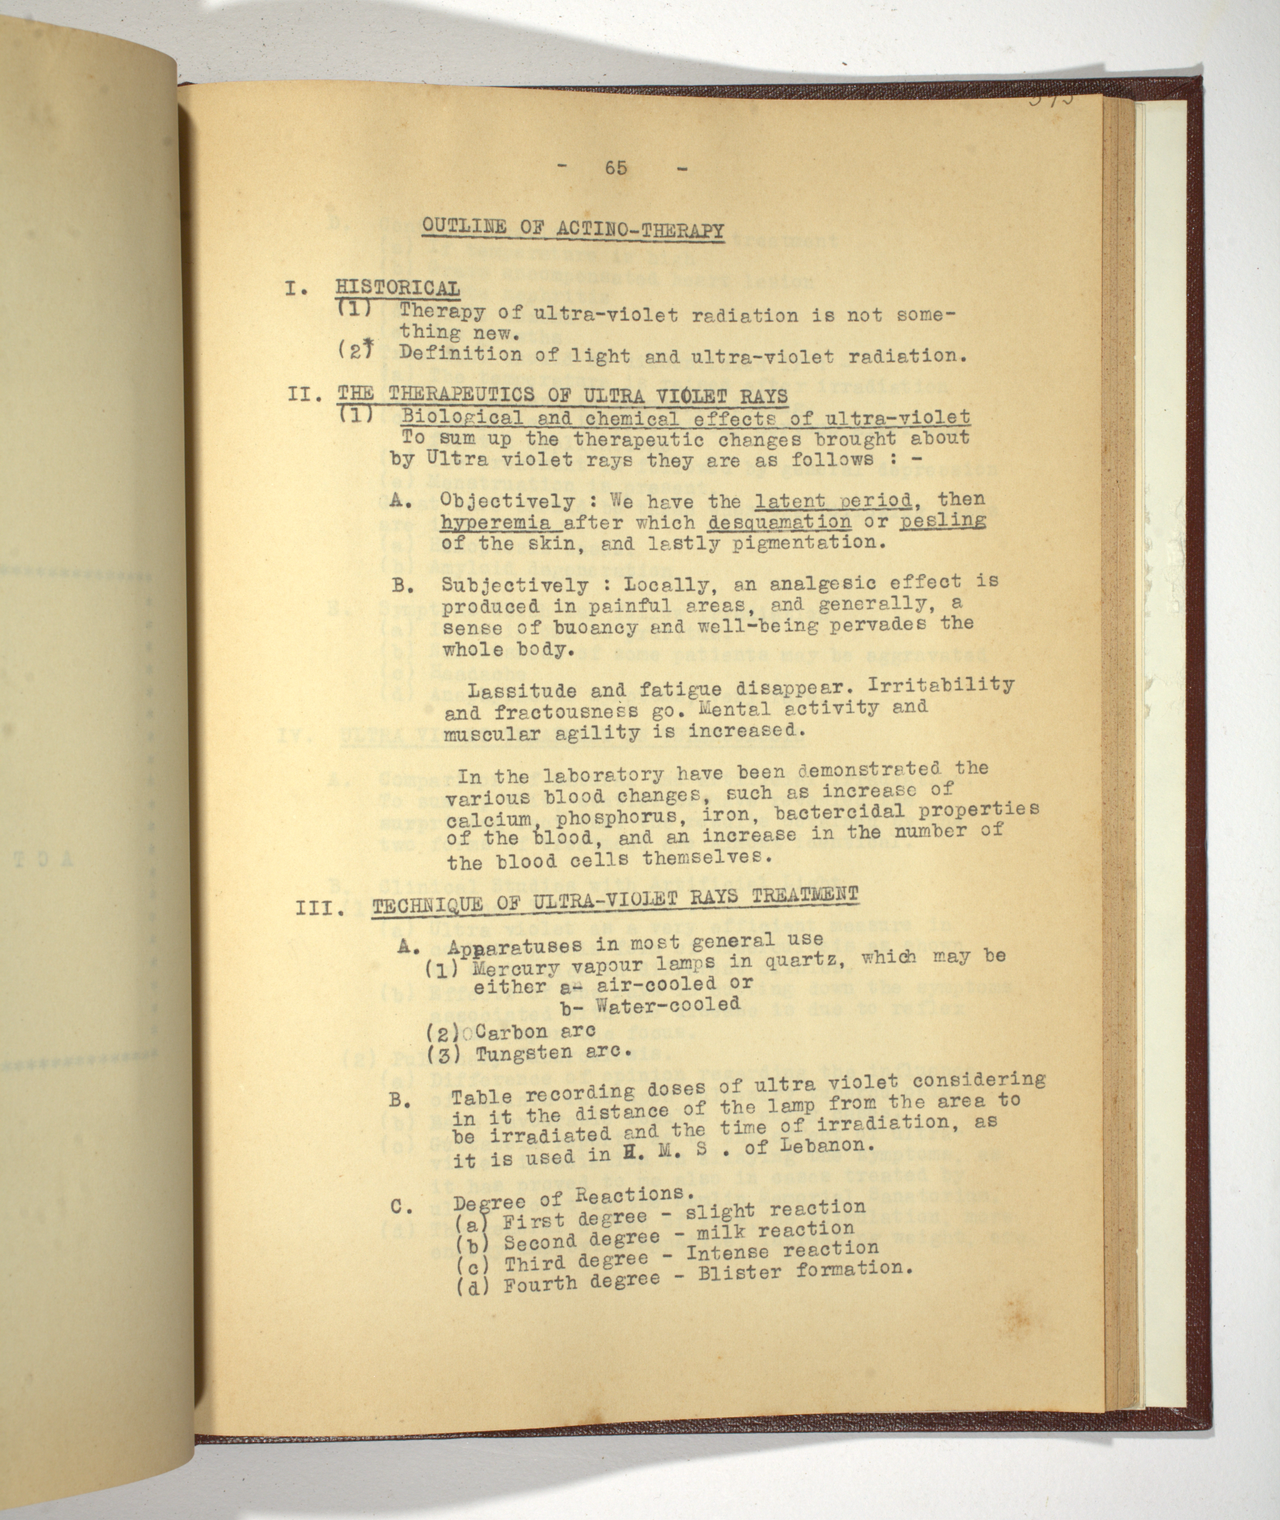 - 65 -
OUTLINE OF ACTINO-THERAPY
I. HISTORICAL
(1) Therapy of ultra-violet radiation is not some-
thing new.
(2) Definition of light and ultra-violet radiation.
II. THE THERAPEUTICS OF ULTRA VIOLET RAYS
(1) Biological and chemical effects of ultra-violet
To sum up the therapeutic changes brought about
by Ultra violet rays they are as follows : -
A. Objectively : We have the latent period, then
hyperemia after which desquamation or pesling
of the skin, and lastly pigmentation.
B. Subjectively : Locally, an analgesic effect is
produced in painful areas, and generally, a
sense of buoancy and well-being pervades the
whole body.
Lassitude and fatigue disappear. Irritability
and fractousness go. Mental activity and
muscular agility is increased.
In the laboratory have been demonstrated the
various blood changes, such as increase of
calcium, phosphorus, iron, bactercidal properties
of the blood, and an increase in the number of
the blood cells themselves.
III. TECHNIQUE OF ULTRA-VIOLET RAYS TREATMENT
A. Apparatuses in most general use
(1) Mercury vapour lamps in quartz, which may be
either a- air-cooled or
b- Water-cooled
(2) Carbon arc
(3) Tungsten arc.
B. Table recording doses of ultra violet considering
in it the distance of the lamp from the area to
be irradiated and the time of irradiation, as
it is used in H. M. S . of Lebanon.
C. Degree of Reactions.
(a) First degree - slight reaction
(b) Second degree - milk reaction
(c) Third degree - Intense reaction
(d) Fourth degree - Blister formation.